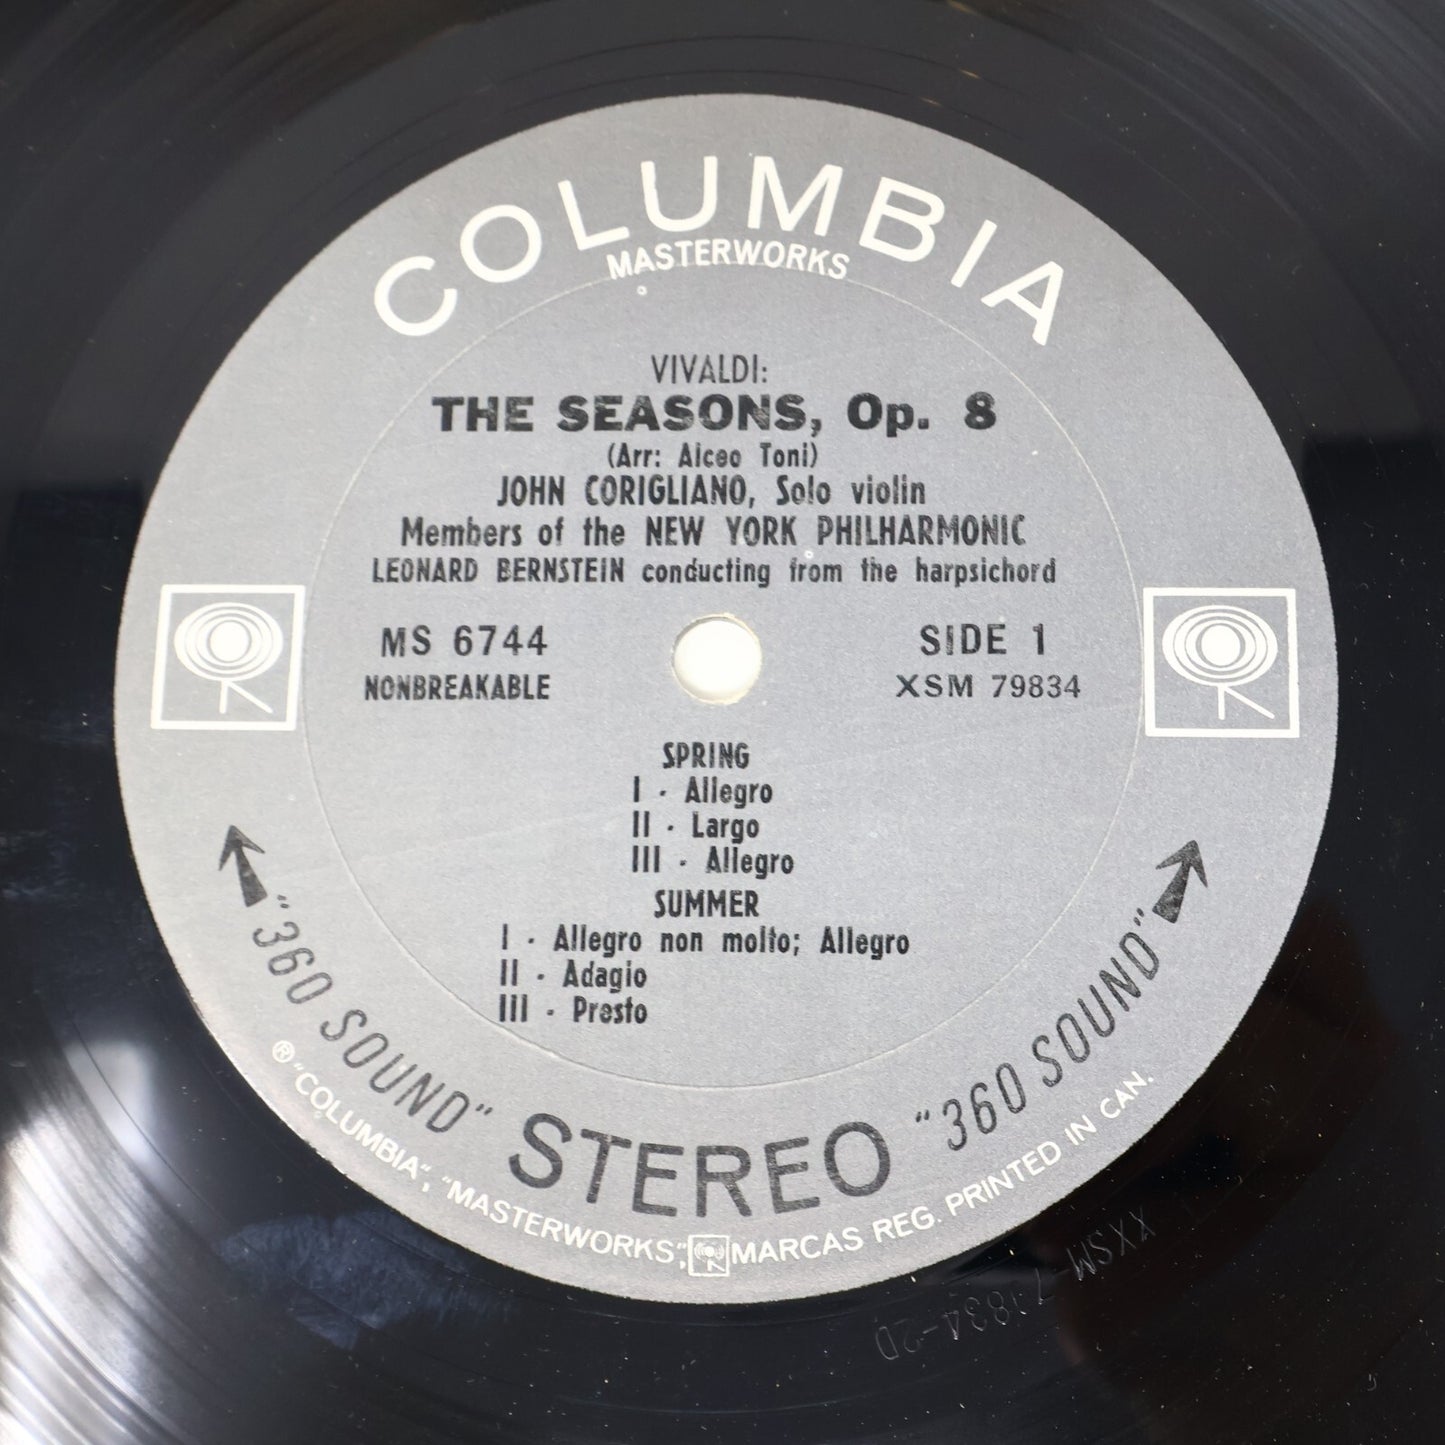 COLUMBIA
MASTERWORKS
VIVALDI:
THE SEASONS, Op. 8
(Arr: Alceo Toni)
JOHN CORIGLIANO, Solo violin
Members of the NEW YORK PHILHARMONIC
LEONARD BERNSTEIN conducting from the harpsichord
MS 6744
NONBREAKABLE
SIDE 1
XSM 79834
SPRING
I - Allegro
II - Largo
III - Allegro
SUMMER
I - Allegro non molto; Allegro
II - Adagio
III - Presto
"360 SOUND" STEREO "360 SOUND"
® "COLUMBIA", "MASTERWORKS", MARCAS REG. PRINTED IN CAN.